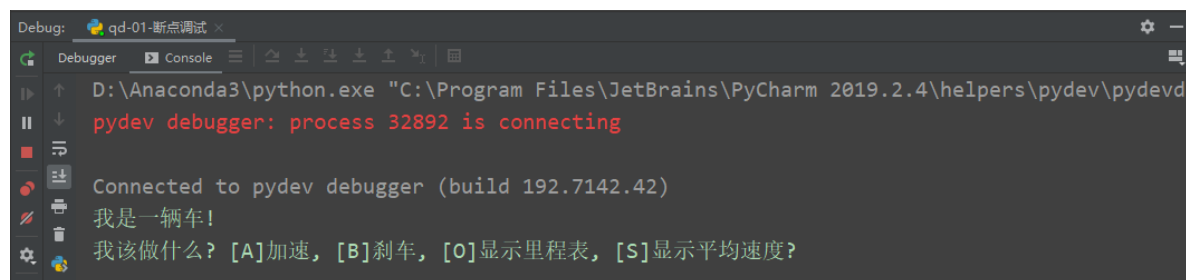 Debug: qd-01-断点调试
Debugger Console
D:\Anaconda3\python.exe "C:\Program Files\JetBrains\PyCharm 2019.2.4\helpers\pydev\pydevd
pydev debugger: process 32892 is connecting
Connected to pydev debugger (build 192.7142.42)
我是一辆车!
我该做什么? [A]加速, [B]刹车, [O]显示里程表, [S]显示平均速度?